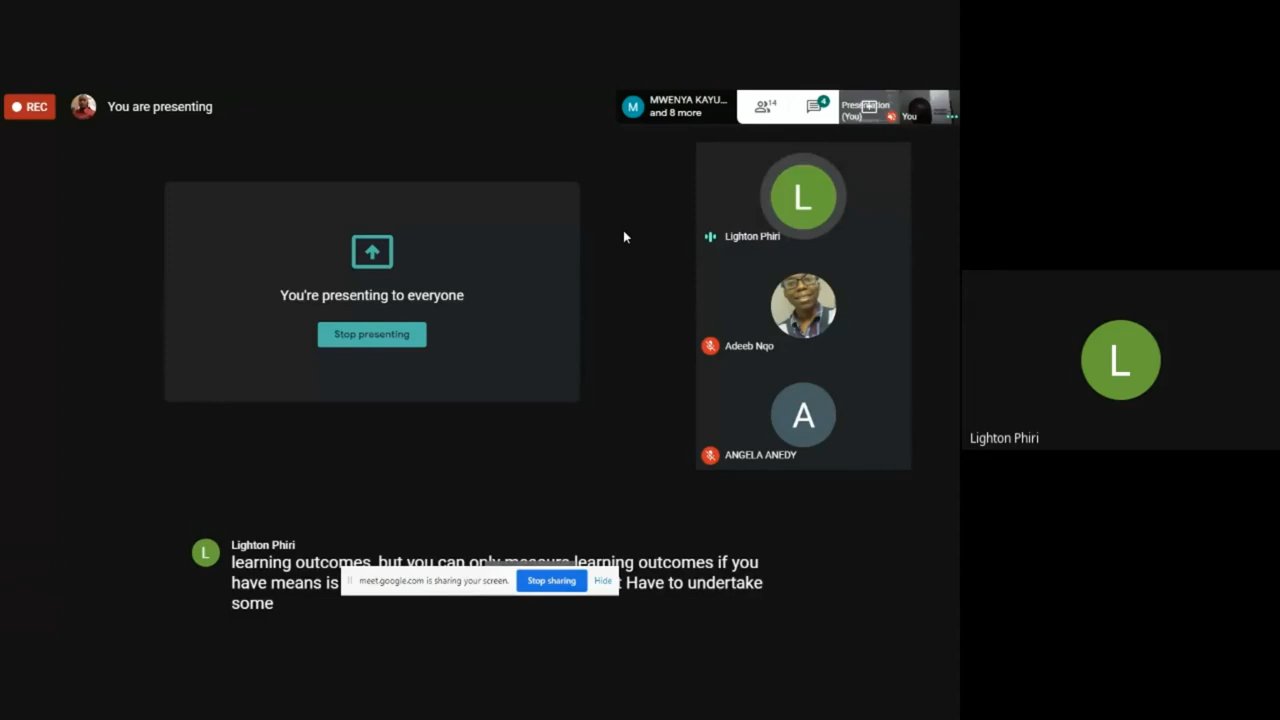 REC
You are presenting
M
MWENYA KAYU...
and 8 more
14
4
Presentation
(You)
You
L
Lighton Phiri
You're presenting to everyone
Stop presenting
Adeeb Nqo
A
ANGELA ANEDY
L
Lighton Phiri
L
Lighton Phiri
learning outcomes, but you can only measure learning outcomes if you
have means is
meet.google.com is sharing your screen.
Stop sharing
Hide
t Have to undertake
some